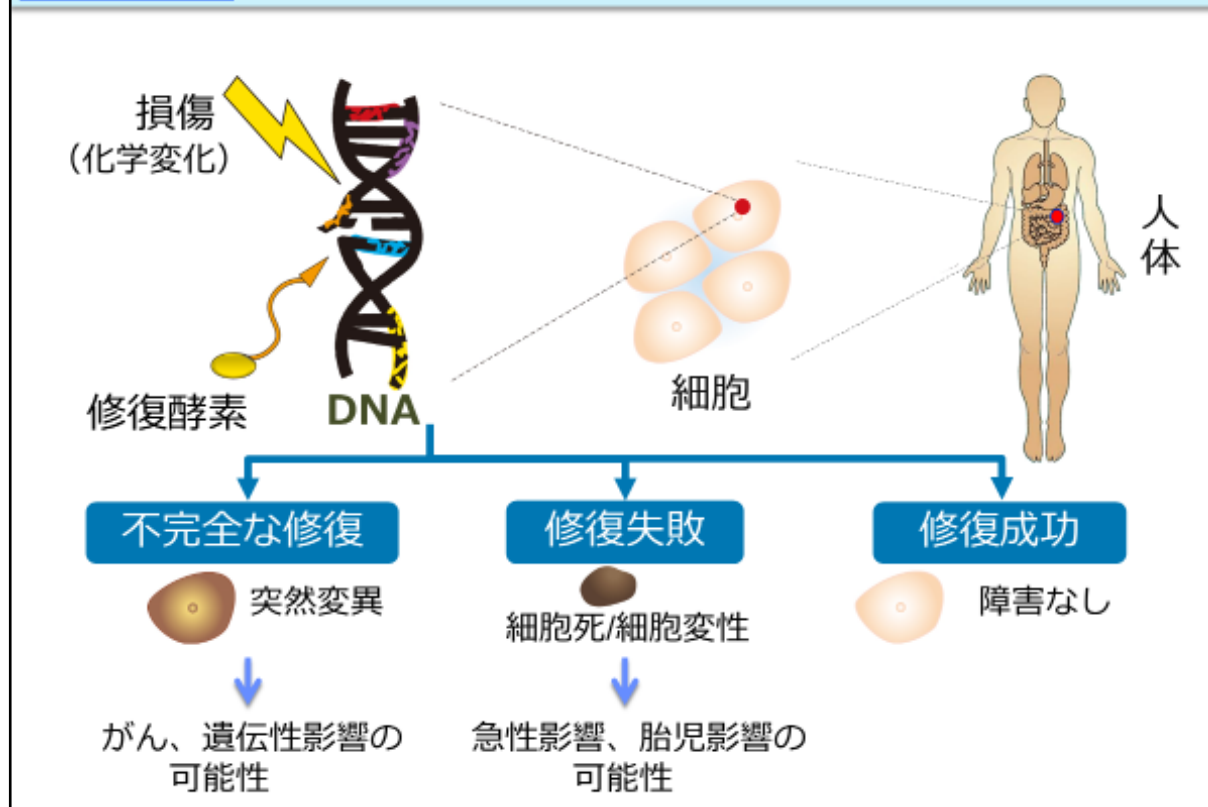 損傷
（化学変化）
人体
細胞
修復酵素
DNA
不完全な修復
修復失敗
修復成功
突然変異
細胞死/細胞変性
障害なし
がん、遺伝性影響の
可能性
急性影響、胎児影響の
可能性